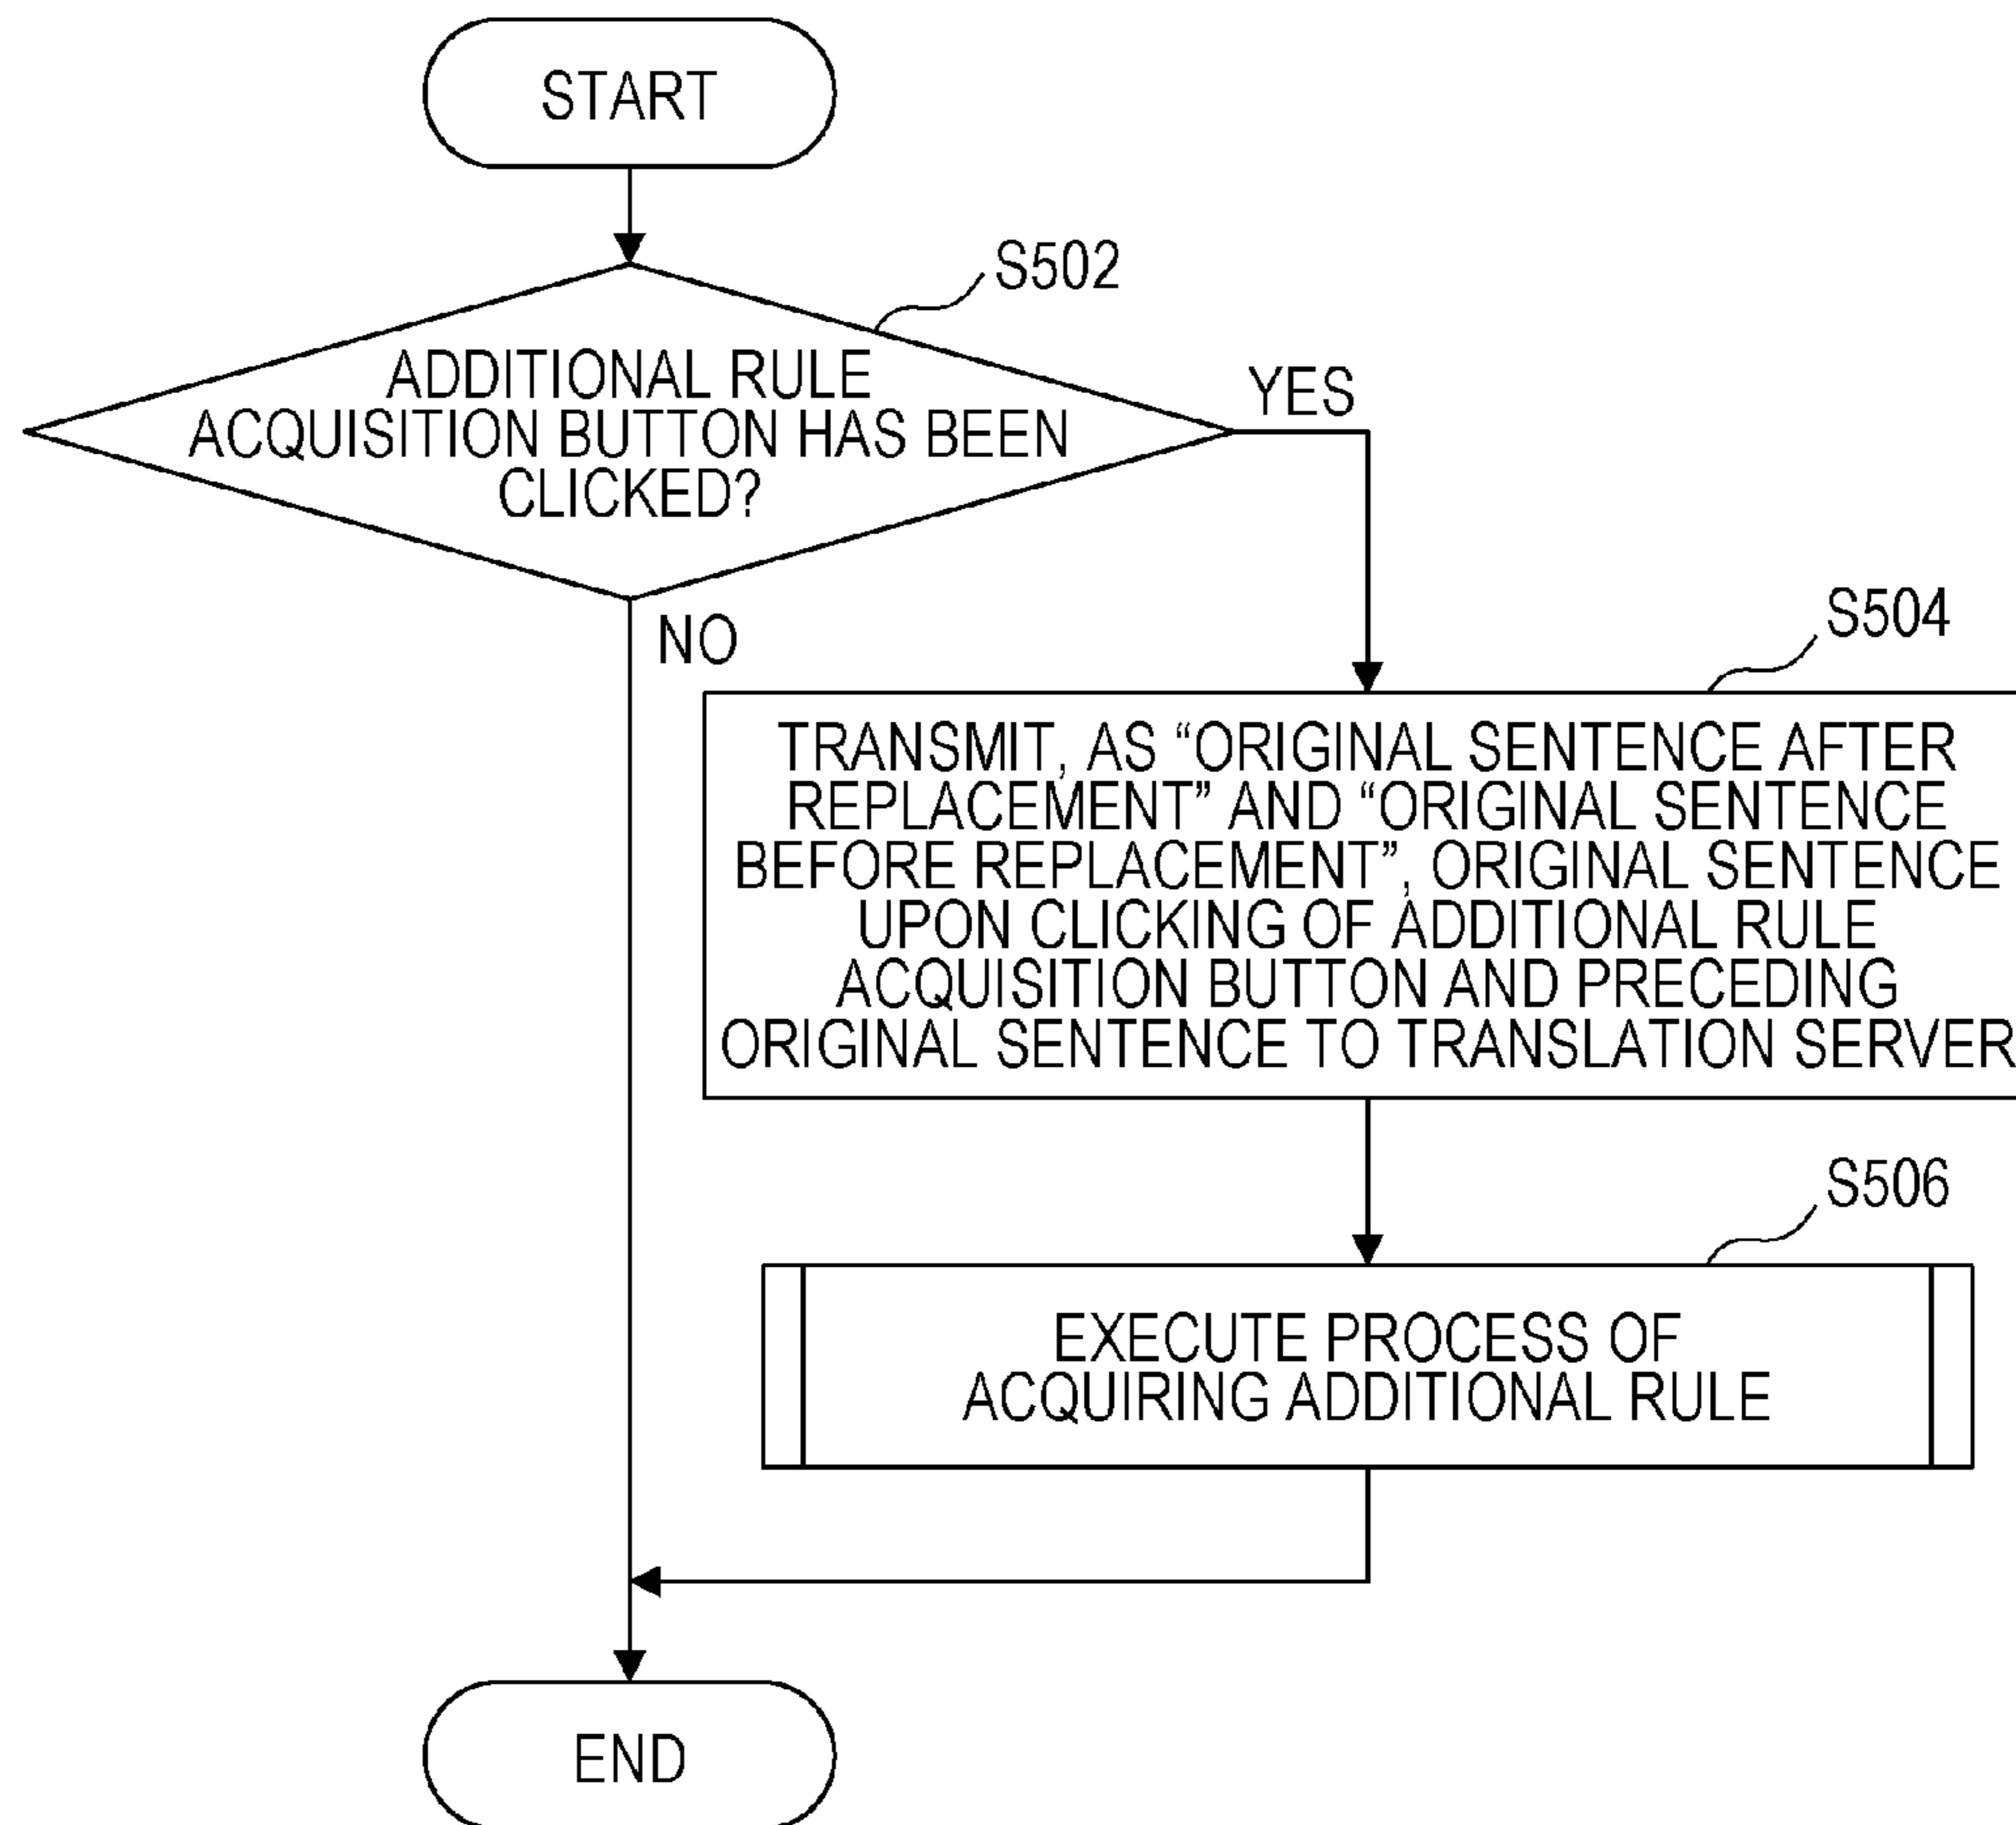 START
S502
ADDITIONAL RULE
ACQUISITION BUTTON HAS BEEN
CLICKED?
YES
NO
S504
TRANSMIT, AS “ORIGINAL SENTENCE AFTER
REPLACEMENT” AND “ORIGINAL SENTENCE
BEFORE REPLACEMENT”, ORIGINAL SENTENCE
UPON CLICKING OF ADDITIONAL RULE
ACQUISITION BUTTON AND PRECEDING
ORIGINAL SENTENCE TO TRANSLATION SERVER
S506
EXECUTE PROCESS OF
ACQUIRING ADDITIONAL RULE
END